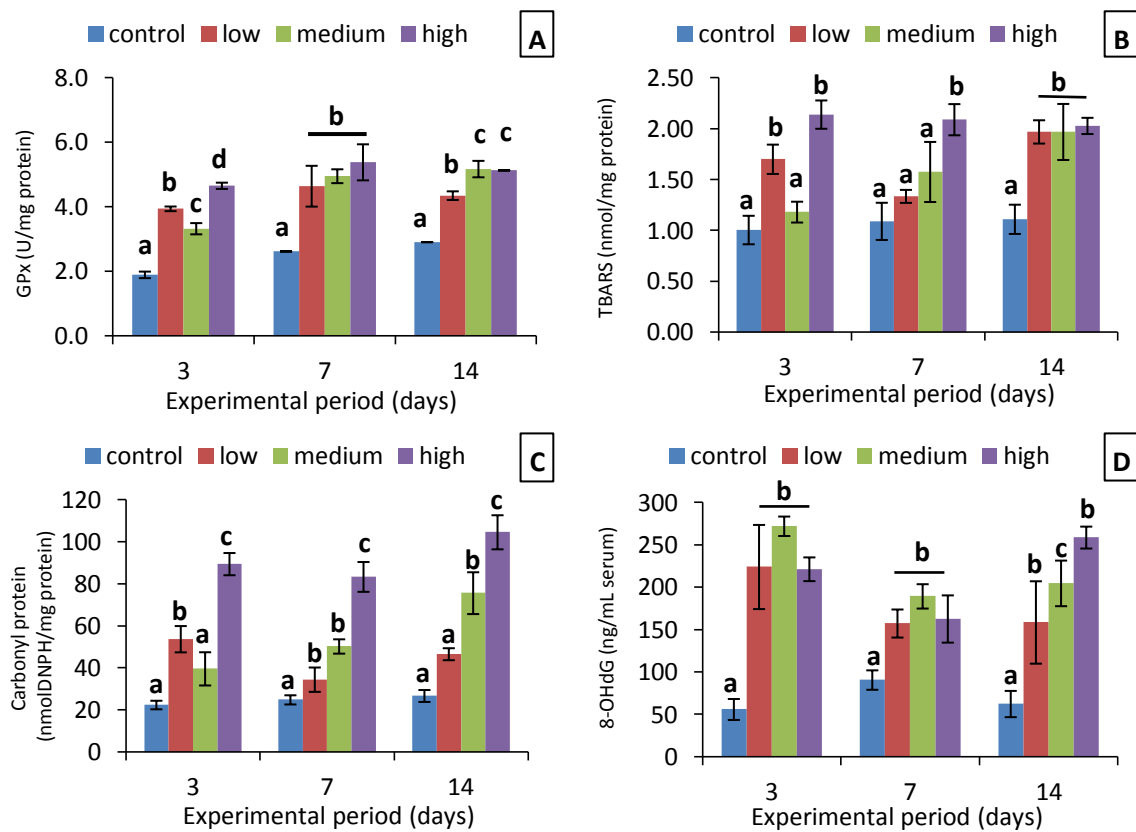 control low medium high
A
GPx (U/mg protein)
8.0
6.0
4.0
2.0
0.0
a b c d
a b
a b c c
3 7 14
Experimental period (days)
control low medium high
B
TBARS (nmol/mg protein)
2.50
2.00
1.50
1.00
0.50
0.00
a b a b
a a a b
a b
3 7 14
Experimental period (days)
control low medium high
C
Carbonyl protein
(nmolDNPH/mg protein)
120
100
80
60
40
20
0
a b a c
a b b c
a a b c
3 7 14
Experimental period (days)
control low medium high
D
8-OHdG (ng/mL serum)
300
250
200
150
100
50
0
a b
a b
a b c b
3 7 14
Experimental period (days)